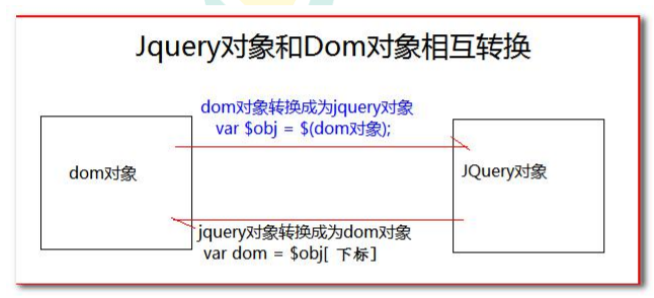 Jquery对象和Dom对象相互转换
dom对象转换成为jquery对象
var $obj = $(dom对象);
dom对象
JQuery对象
jquery对象转换成为dom对象
var dom = $obj[ 下标]